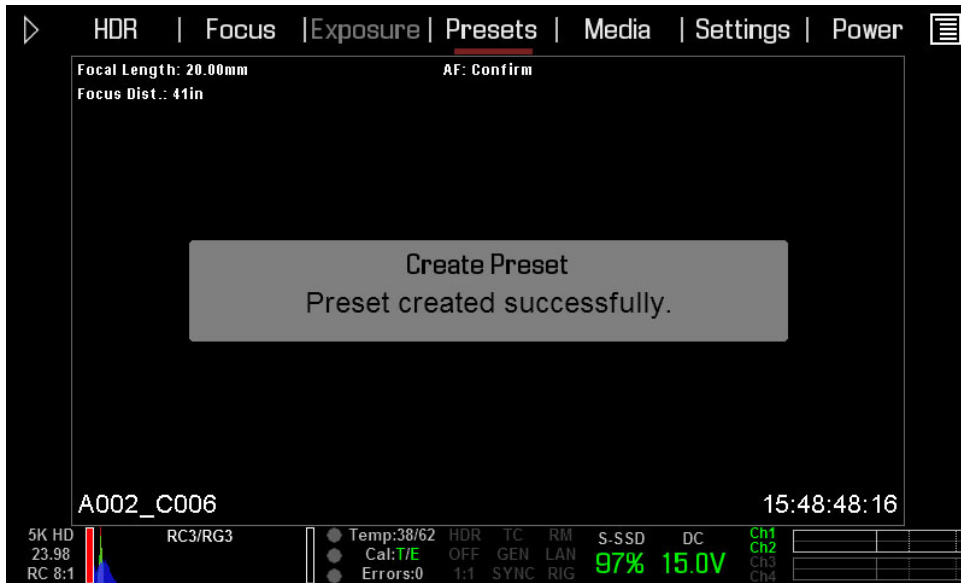 HDR | Focus | Exposure | Presets | Media | Settings | Power
Focal Length: 20.00mm AF: Confirm
Focus Dist.: 41in
Create Preset
Preset created successfully.
A002_C006 15:48:48:16
5K HD RC3/RG3 Temp:38/62 HDR TC RM S-SSD DC Ch1
23.98 Cal:T/E OFF GEN LAN 97% 15.0V Ch2
RC 8:1 Errors:0 1:1 SYNC RIG Ch3
Ch4